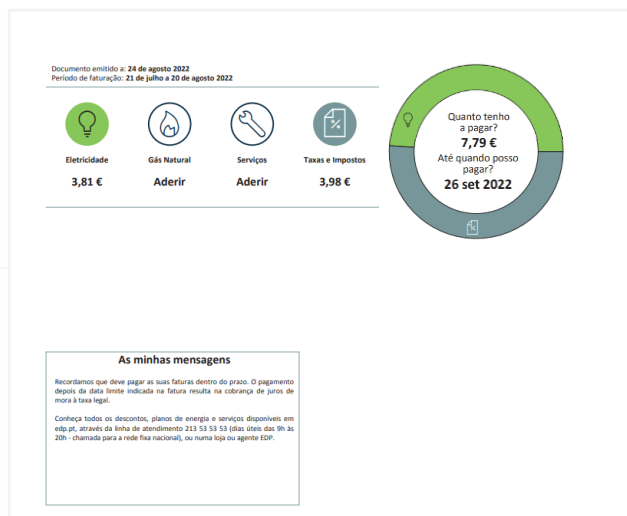 Documento emitido a: 24 de agosto 2022
Período de faturação: 21 de julho a 20 de agosto 2022
Eletricidade
3,81 €
Gás Natural
Aderir
Serviços
Aderir
Taxas e Impostos
3,98 €
Quanto tenho
a pagar?
7,79 €
Até quando posso
pagar?
26 set 2022
As minhas mensagens
Recordamos que deve pagar as suas faturas dentro do prazo. O pagamento
depois da data limite indicada na fatura resulta na cobrança de juros de
mora à taxa legal.
Conheça todos os descontos, planos de energia e serviços disponíveis em
edp.pt, através da linha de atendimento 213 53 53 53 (dias úteis das 9h às
20h - chamada para a rede fixa nacional), ou numa loja ou agente EDP.